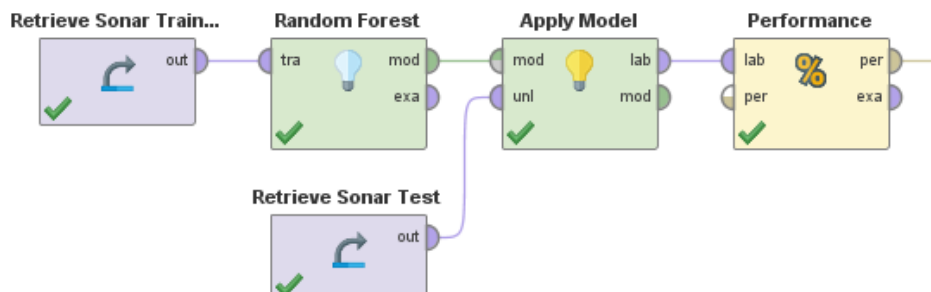 Retrieve Sonar Train... Random Forest Apply Model Performance
out tra mod mod lab lab per
exa unl mod per exa
%
Retrieve Sonar Test
out